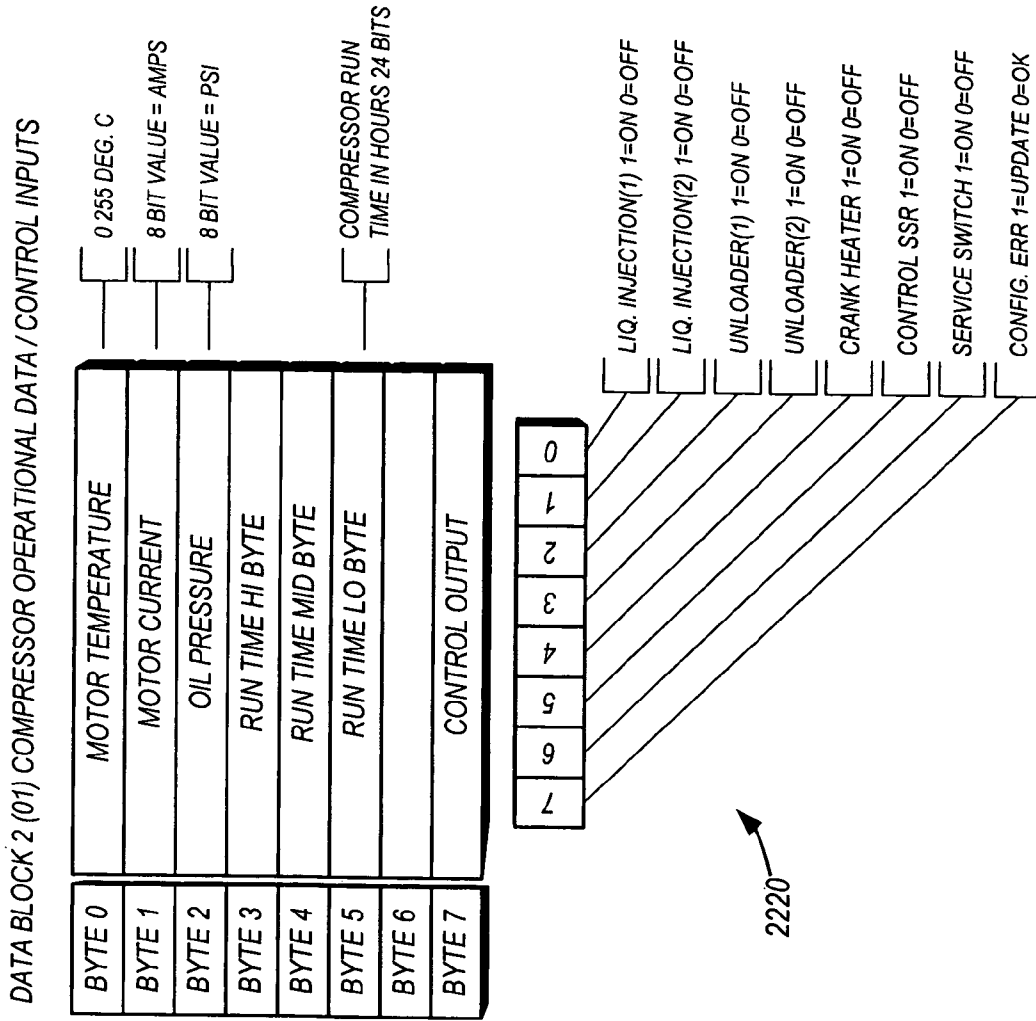 DATA BLOCK 2 (01) COMPRESSOR OPERATIONAL DATA / CONTROL INPUTS
BYTE 0 MOTOR TEMPERATURE 0 255 DEG. C
BYTE 1 MOTOR CURRENT 8 BIT VALUE = AMPS
BYTE 2 OIL PRESSURE 8 BIT VALUE = PSI
BYTE 3 RUN TIME HI BYTE
BYTE 4 RUN TIME MID BYTE
BYTE 5 RUN TIME LO BYTE COMPRESSOR RUN
TIME IN HOURS 24 BITS
BYTE 6
BYTE 7 CONTROL OUTPUT
7 6 5 4 3 2 1 0
LIQ. INJECTION(1) 1=ON 0=OFF
LIQ. INJECTION(2) 1=ON 0=OFF
UNLOADER(1) 1=ON 0=OFF
UNLOADER(2) 1=ON 0=OFF
CRANK HEATER 1=ON 0=OFF
CONTROL SSR 1=ON 0=OFF
SERVICE SWITCH 1=ON 0=OFF
CONFIG. ERR 1=UPDATE 0=OK
2220